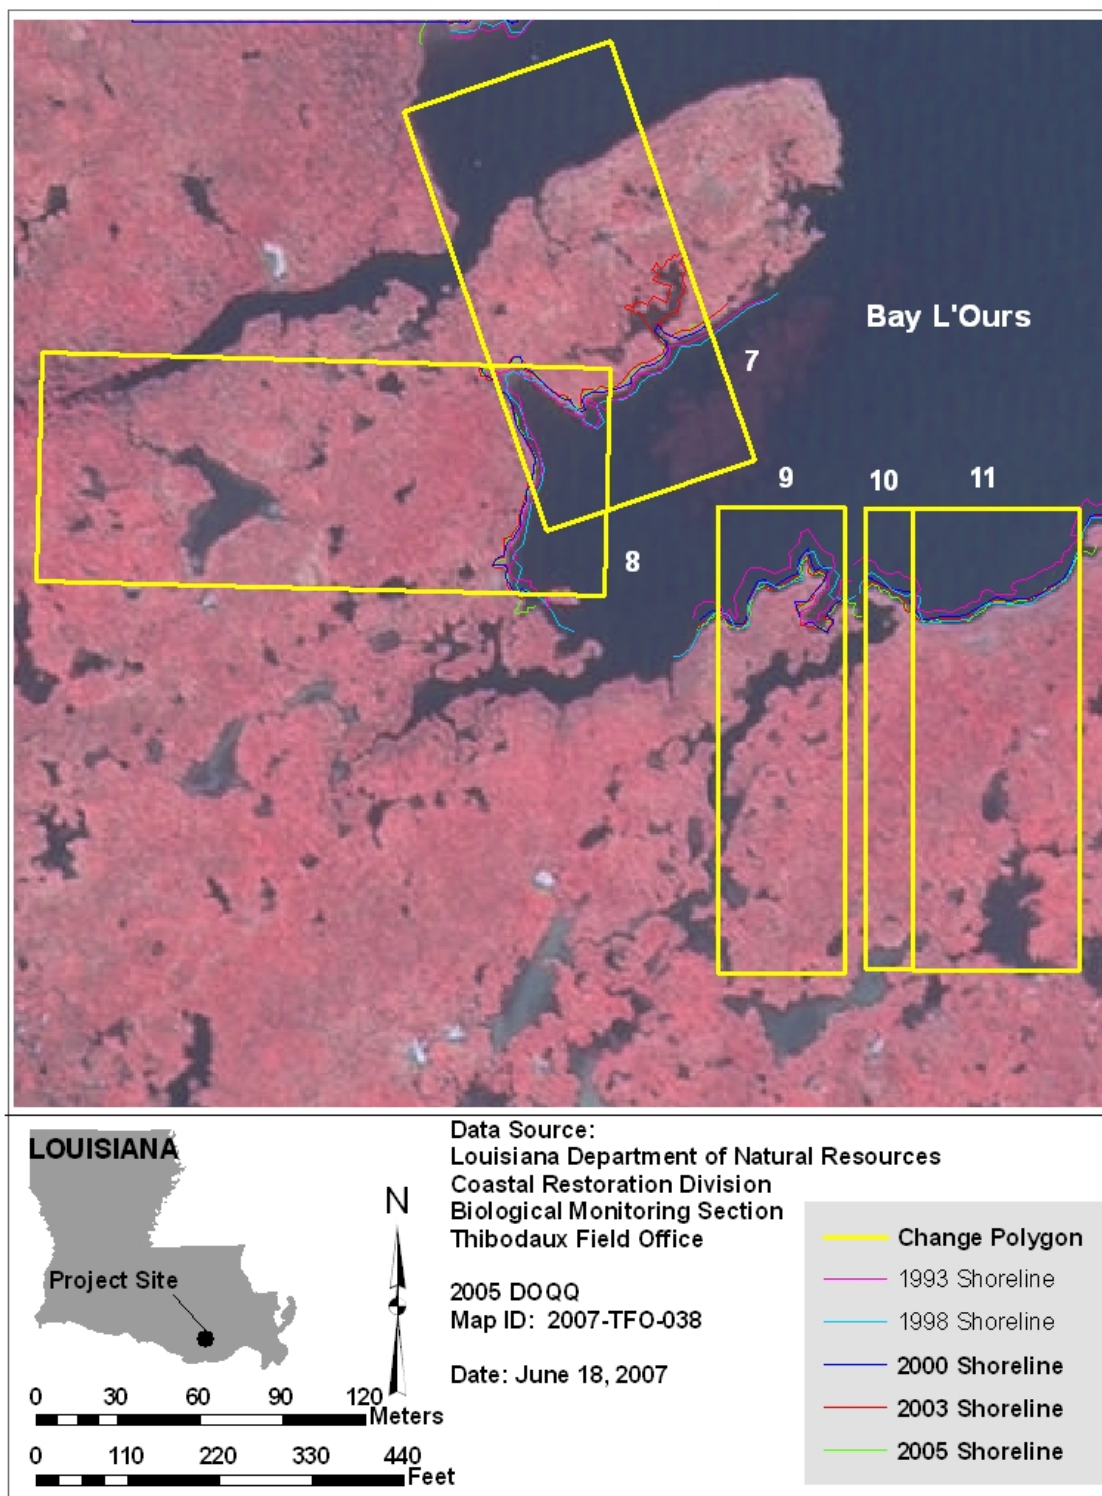 Bay L'Ours
7
8
9
10
11
LOUISIANA
Project Site
N
0 30 60 90 120
Meters
0 110 220 330 440
Feet
Data Source:
Louisiana Department of Natural Resources
Coastal Restoration Division
Biological Monitoring Section
Thibodaux Field Office
2005 DOQQ
Map ID: 2007-TFO-038
Date: June 18, 2007
Change Polygon
1993 Shoreline
1998 Shoreline
2000 Shoreline
2003 Shoreline
2005 Shoreline